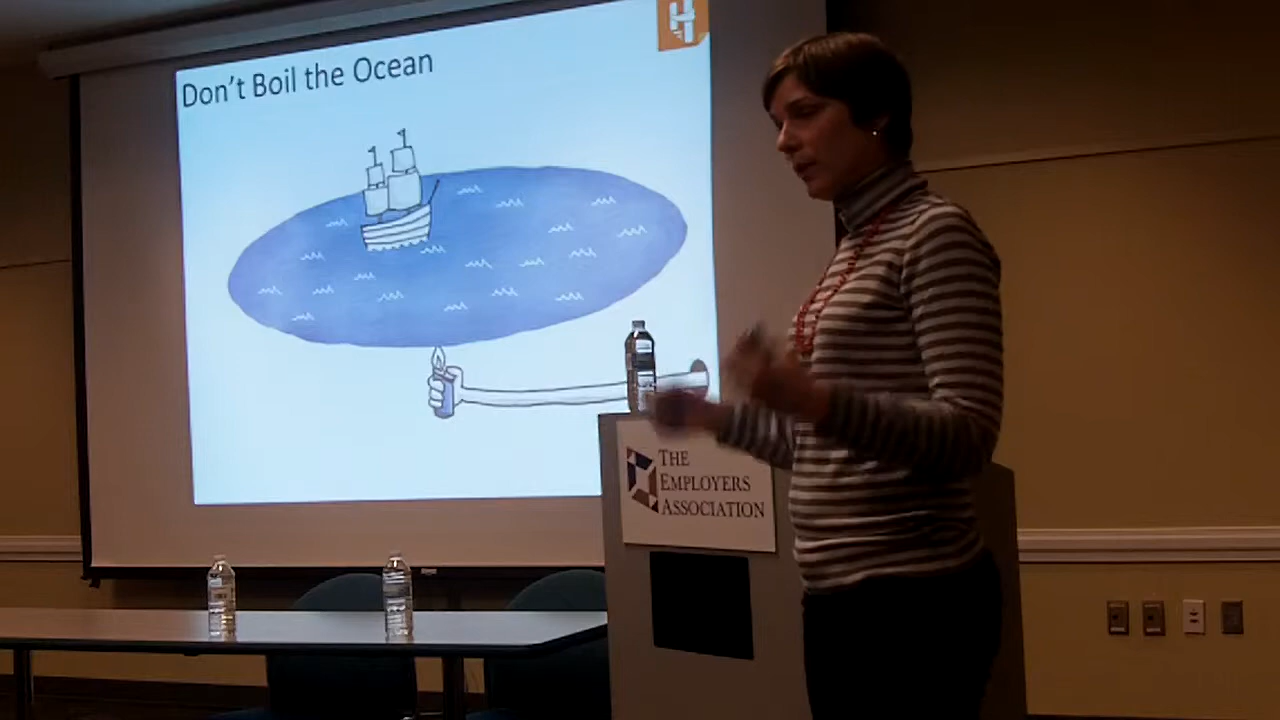 Don't Boil the Ocean
H
THE
EMPLOYERS
ASSOCIATION